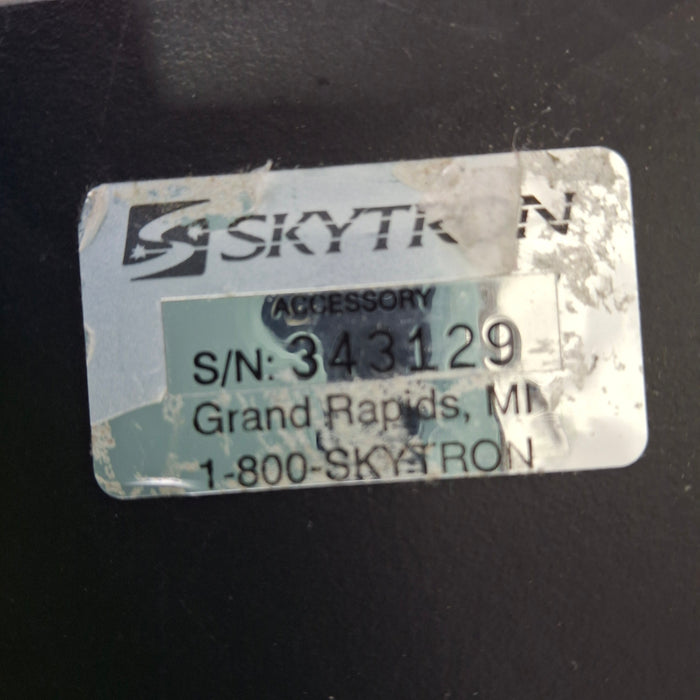 SKYTRON
ACCESSORY
S/N: 343129
Grand Rapids, MI
1-800-SKYTRON